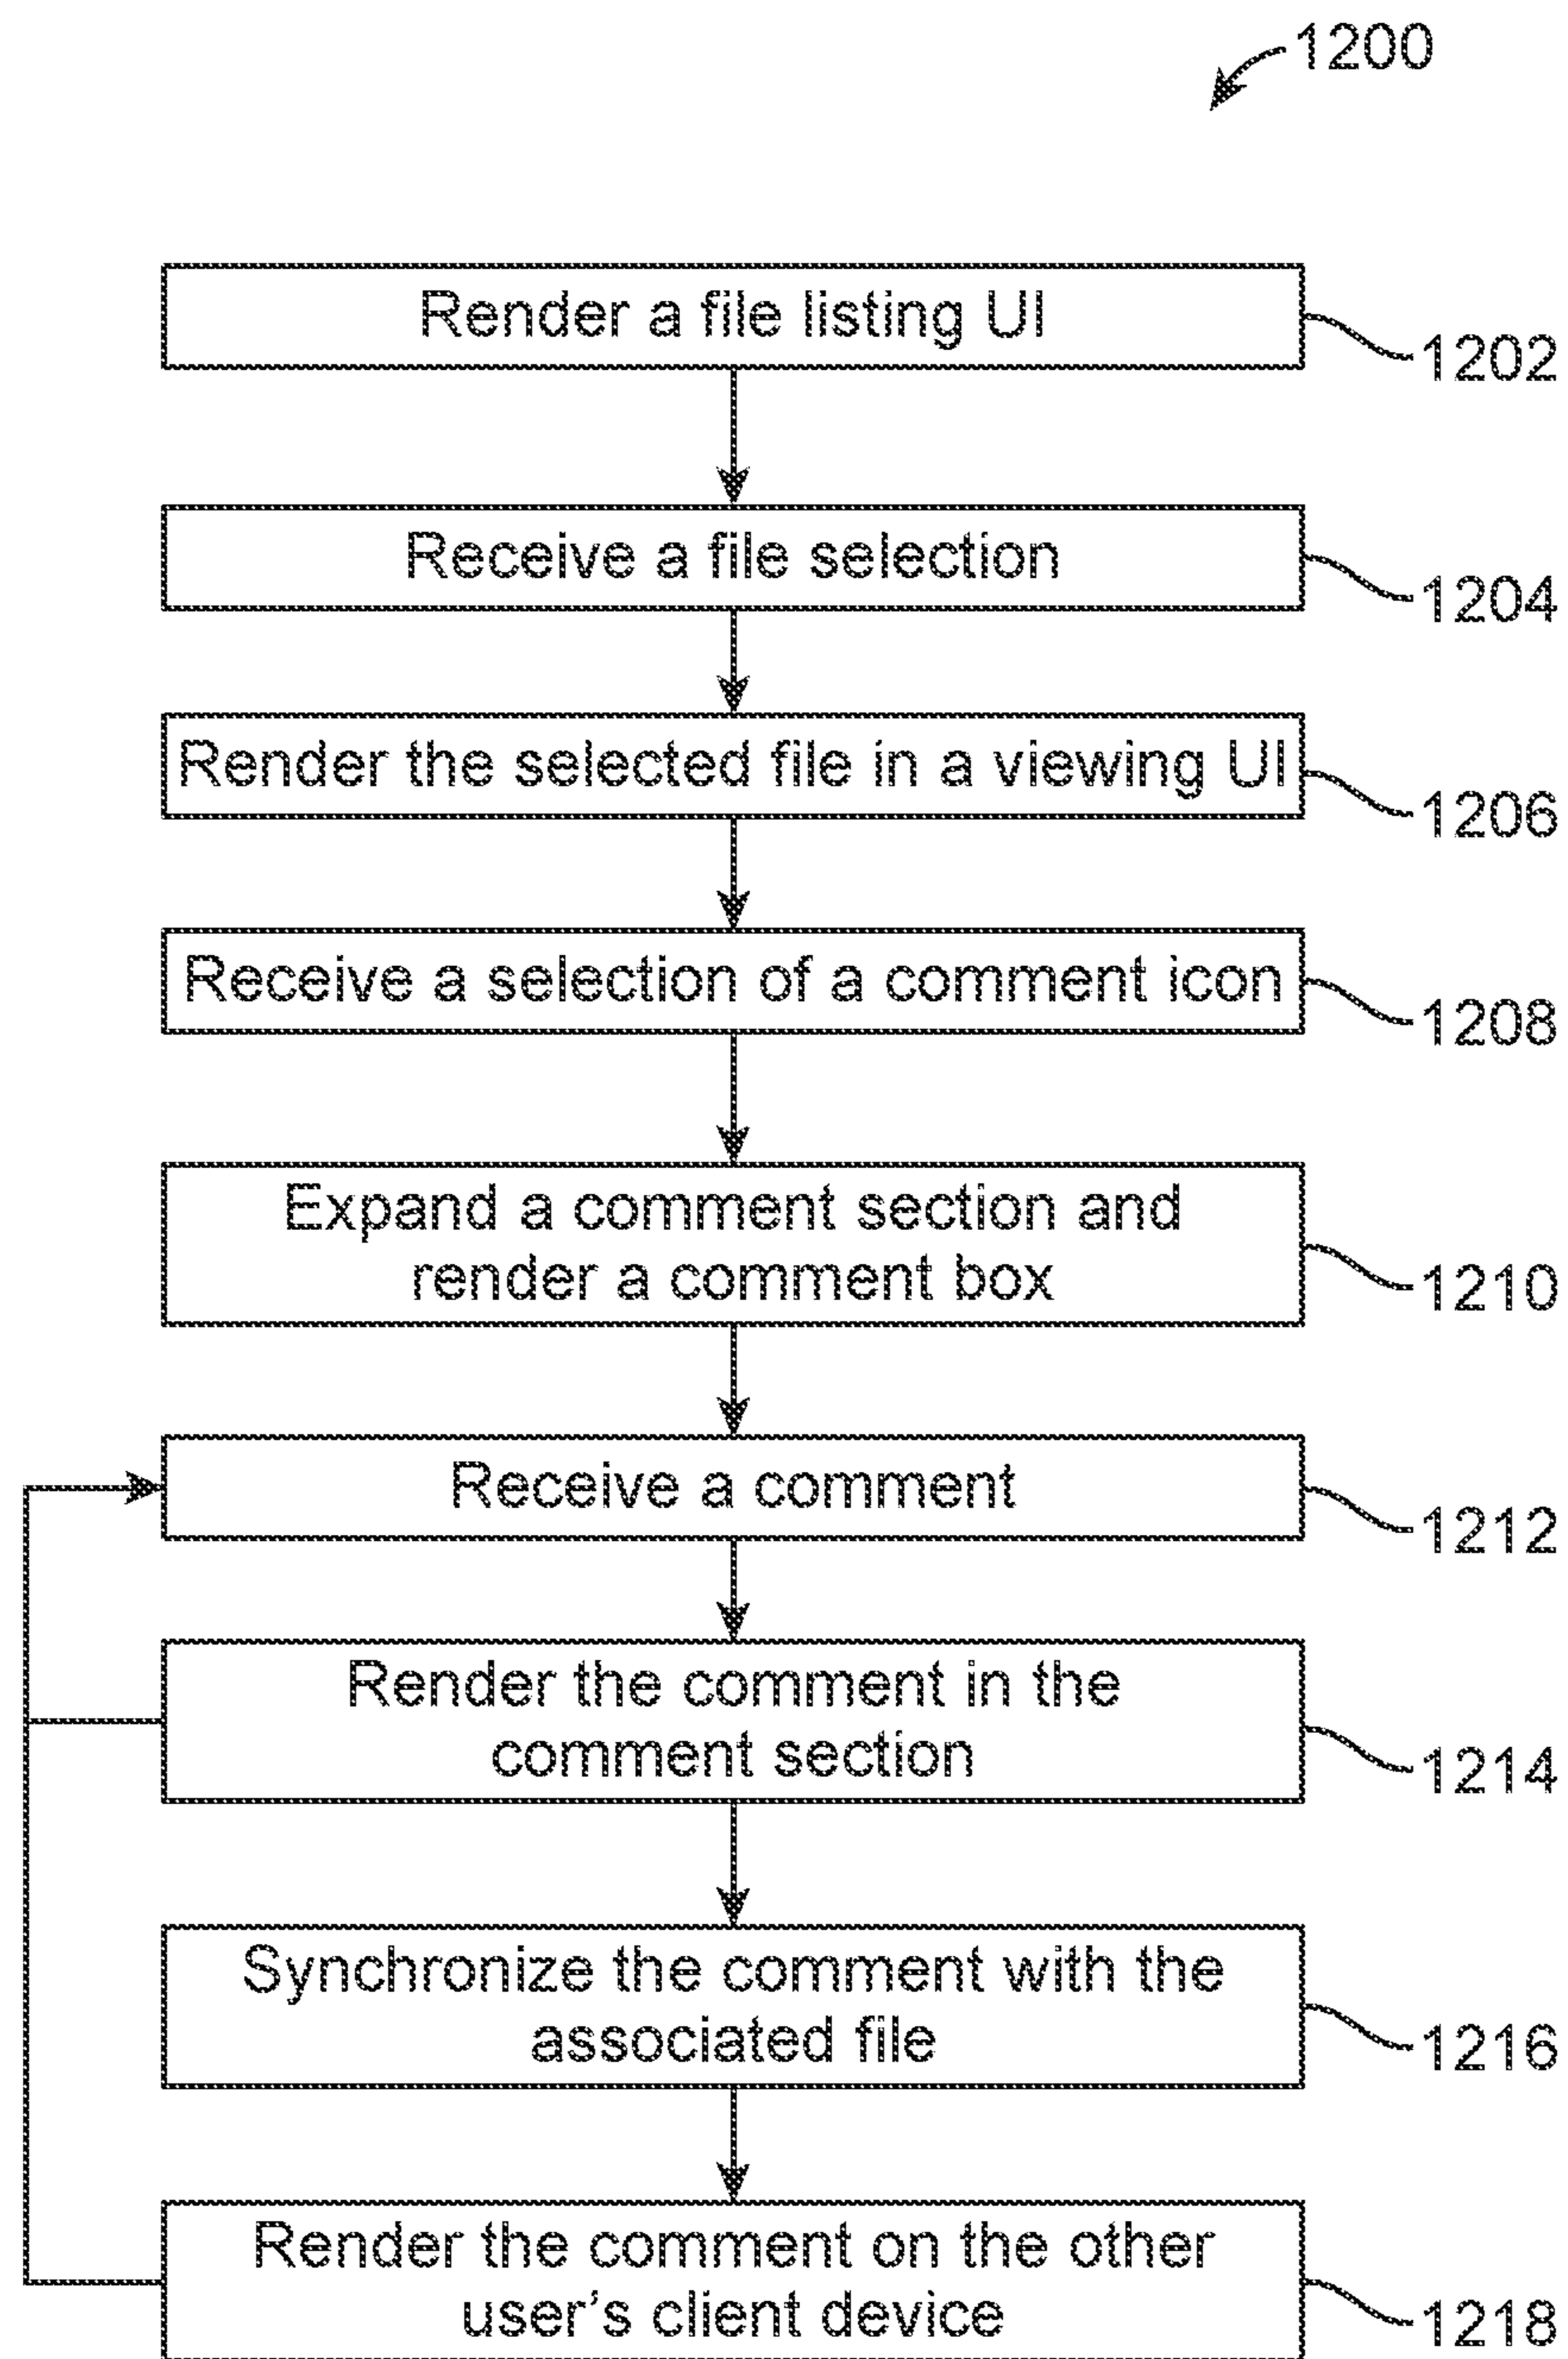 1200
Render a file listing UI
1202
Receive a file selection
1204
Render the selected file in a viewing UI
1206
Receive a selection of a comment icon
1208
Expand a comment section and
render a comment box
1210
Receive a comment
1212
Render the comment in the
comment section
1214
Synchronize the comment with the
associated file
1216
Render the comment on the other
user's client device
1218